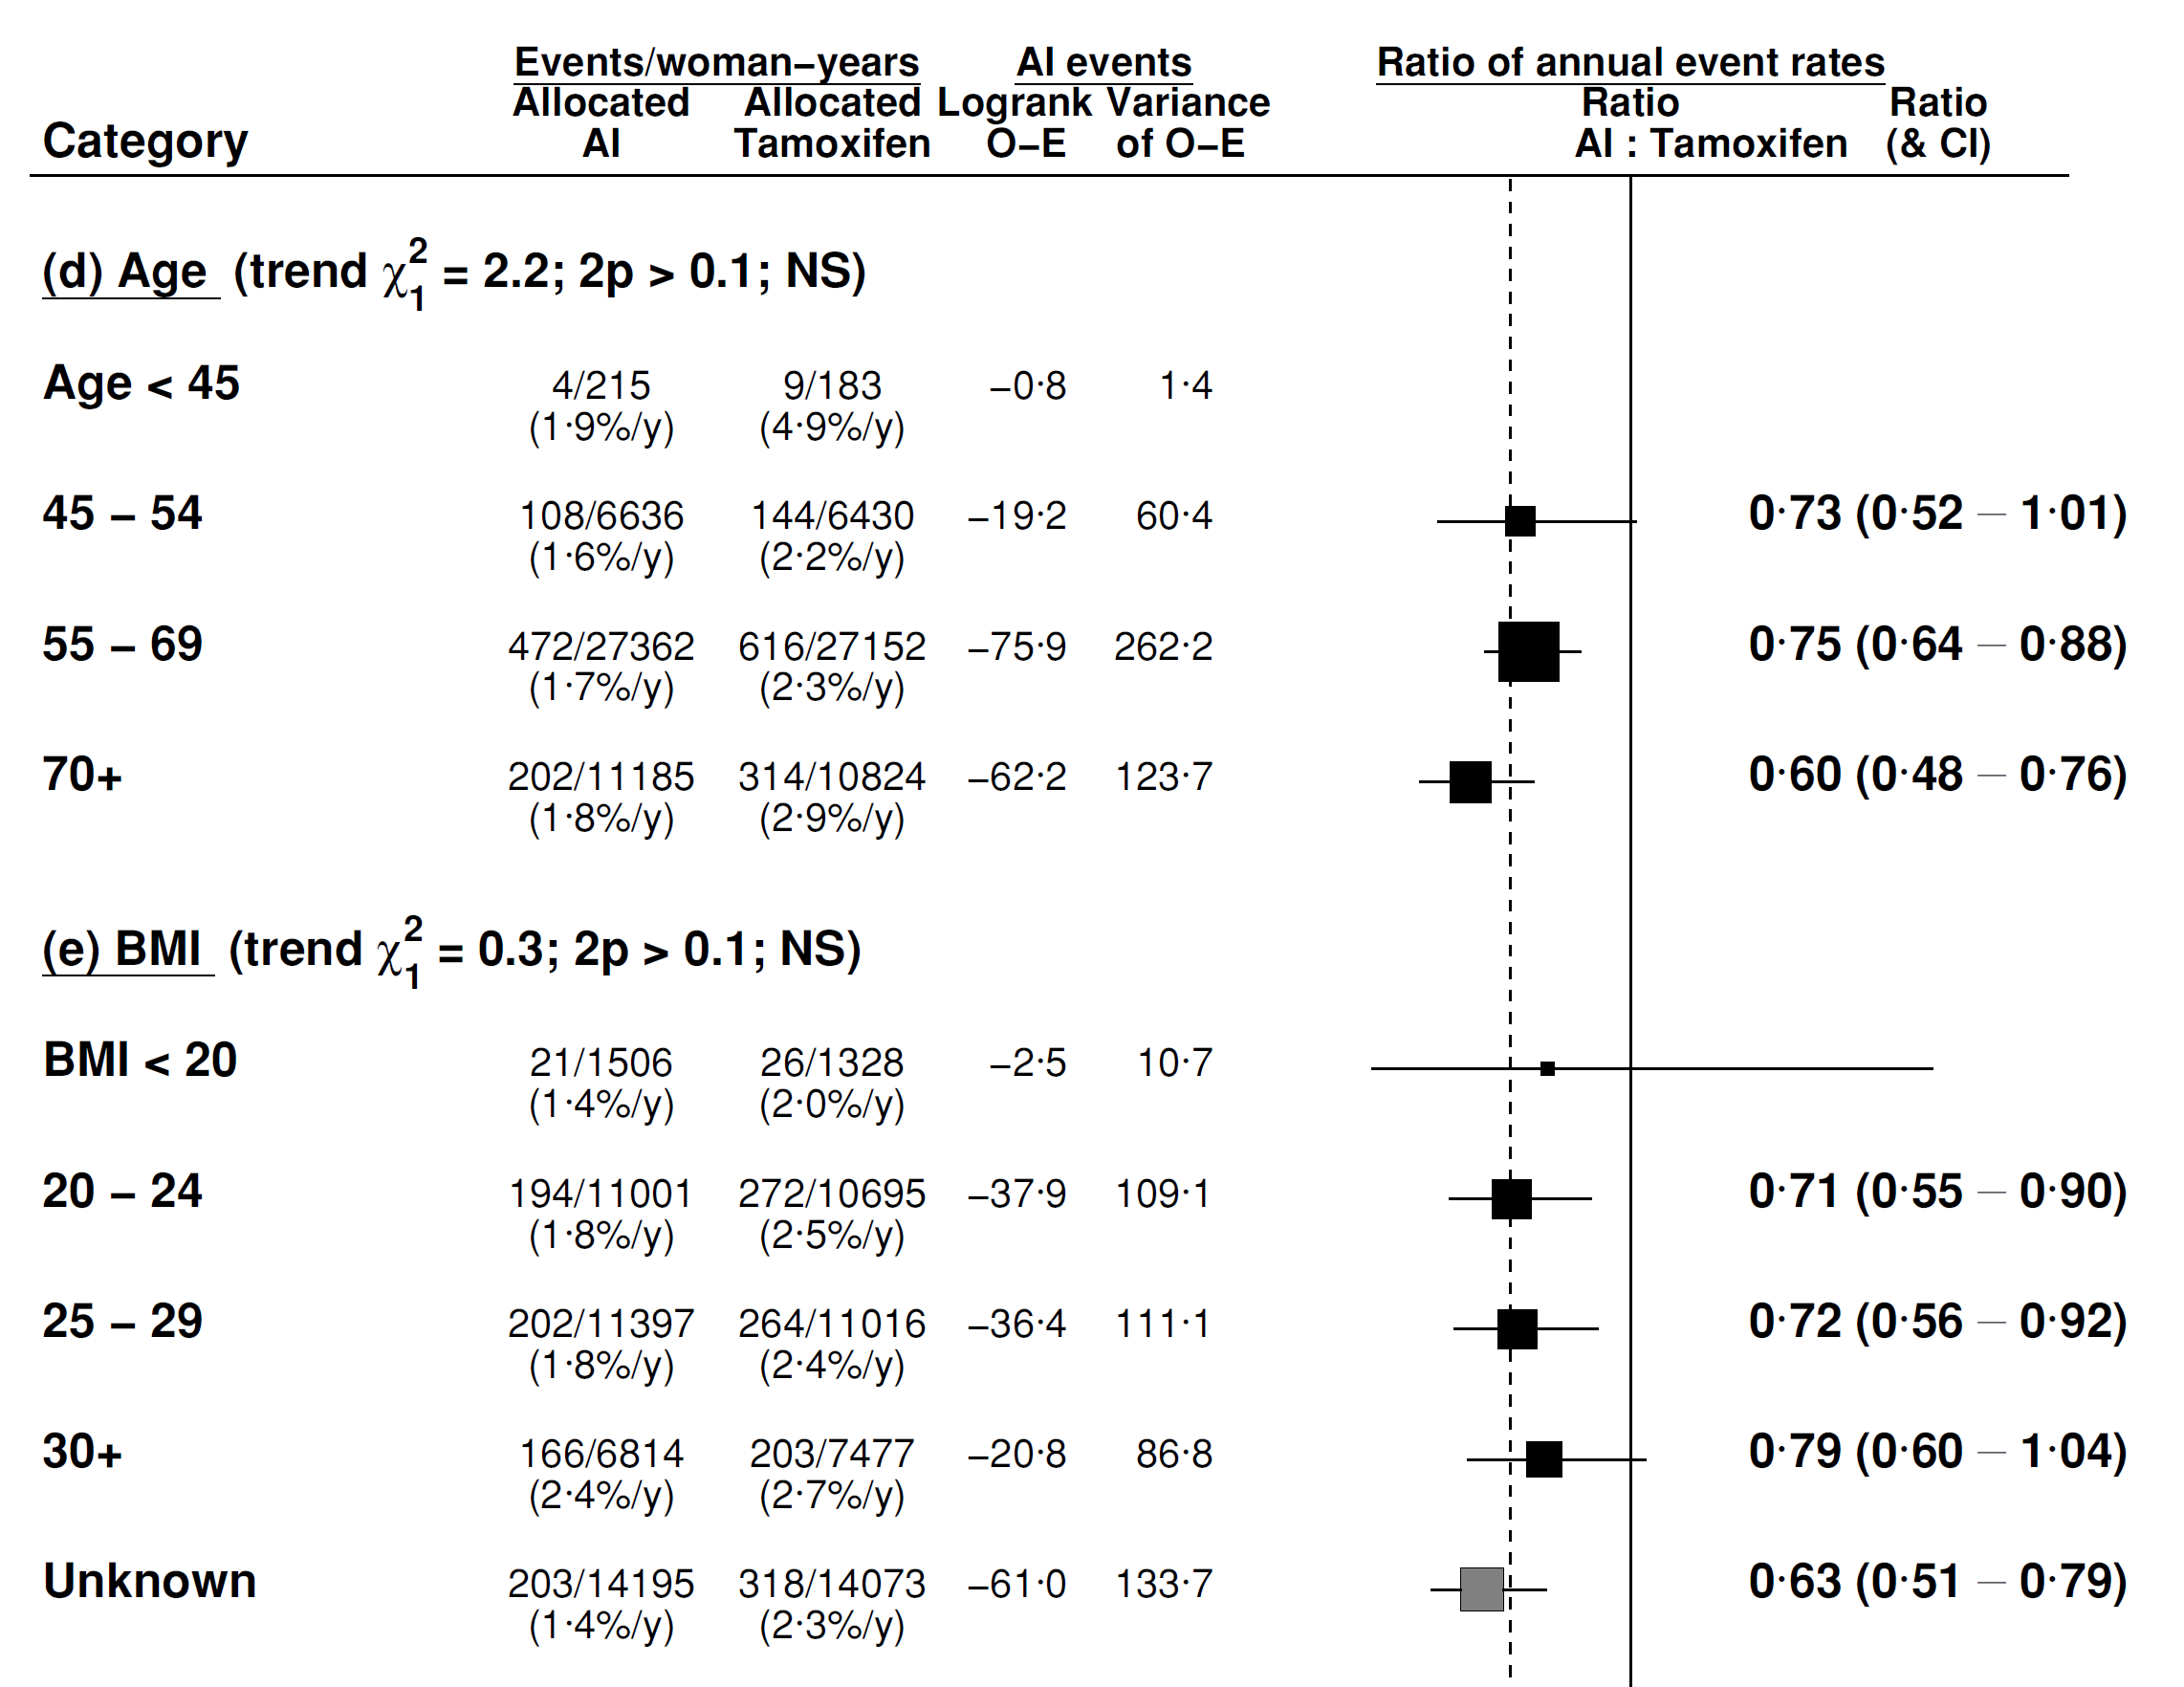 Events/woman–years AI events Ratio of annual event rates
Allocated Allocated Logrank Variance Ratio Ratio
Category AI Tamoxifen O–E of O–E AI : Tamoxifen (& CI)
(d) Age (trend χ²₁ = 2.2; 2p > 0.1; NS)
Age < 45 4/215 9/183 –0·8 1·4
(1·9%/y) (4·9%/y)
45 – 54 108/6636 144/6430 –19·2 60·4 0·73 (0·52 – 1·01)
(1·6%/y) (2·2%/y)
55 – 69 472/27362 616/27152 –75·9 262·2 0·75 (0·64 – 0·88)
(1·7%/y) (2·3%/y)
70+ 202/11185 314/10824 –62·2 123·7 0·60 (0·48 – 0·76)
(1·8%/y) (2·9%/y)
(e) BMI (trend χ²₁ = 0.3; 2p > 0.1; NS)
BMI < 20 21/1506 26/1328 –2·5 10·7
(1·4%/y) (2·0%/y)
20 – 24 194/11001 272/10695 –37·9 109·1 0·71 (0·55 – 0·90)
(1·8%/y) (2·5%/y)
25 – 29 202/11397 264/11016 –36·4 111·1 0·72 (0·56 – 0·92)
(1·8%/y) (2·4%/y)
30+ 166/6814 203/7477 –20·8 86·8 0·79 (0·60 – 1·04)
(2·4%/y) (2·7%/y)
Unknown 203/14195 318/14073 –61·0 133·7 0·63 (0·51 – 0·79)
(1·4%/y) (2·3%/y)